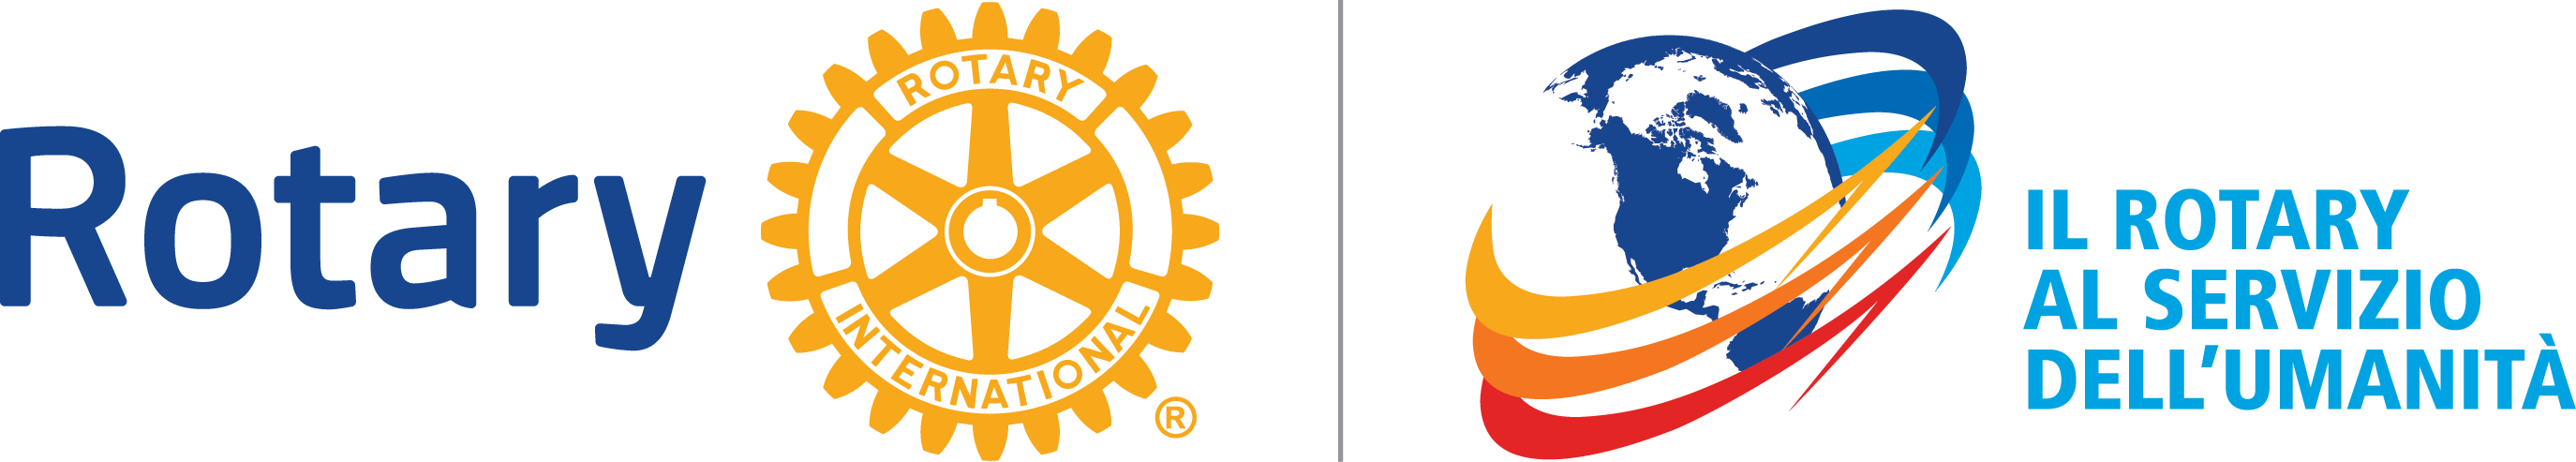 Rotary
ROTARY
INTERNATIONAL
®
IL ROTARY
AL SERVIZIO
DELL’UMANITÀ